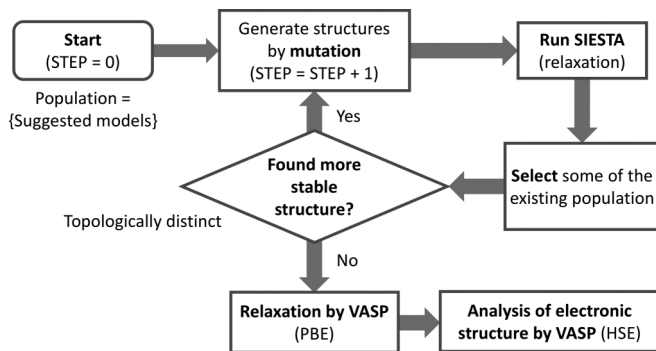 Start
(STEP = 0)
Population =
{Suggested models}
Generate structures
by mutation
(STEP = STEP + 1)
Run SIESTA
(relaxation)
Select some of the
existing population
Yes
Found more
stable
structure?
Topologically distinct
No
Relaxation by VASP
(PBE)
Analysis of electronic
structure by VASP (HSE)